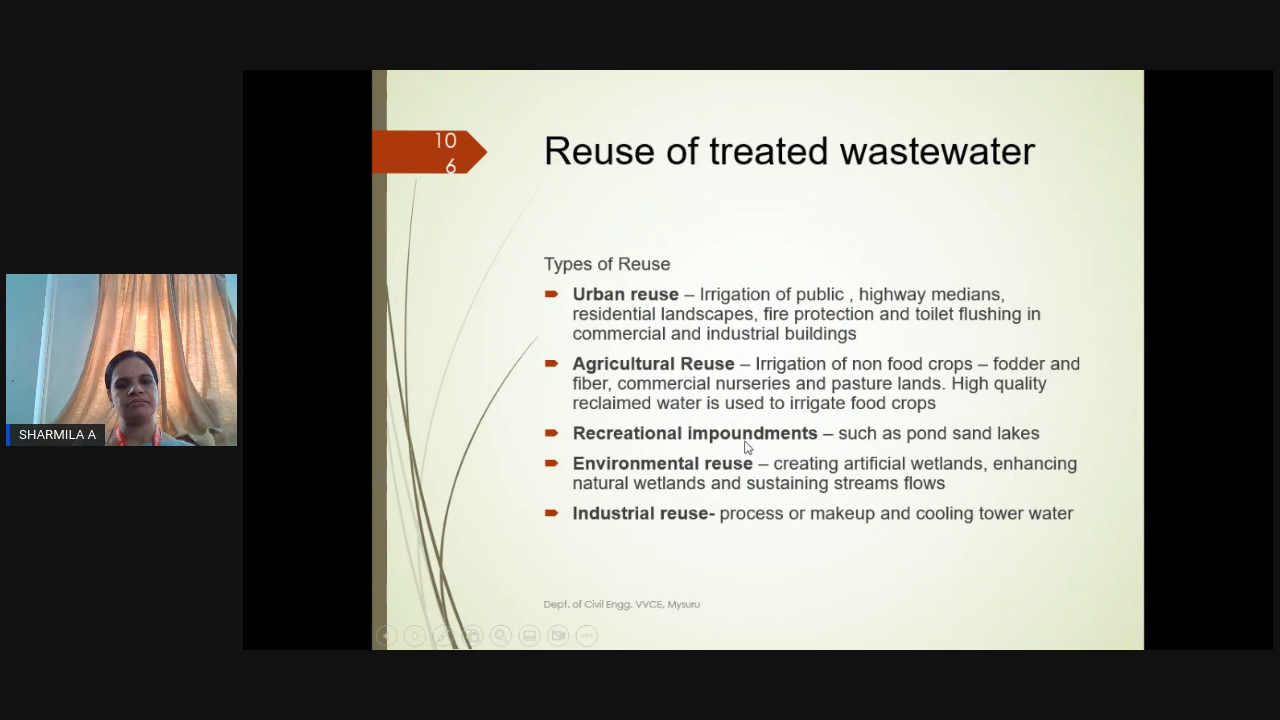 10
6
Reuse of treated wastewater
Types of Reuse
Urban reuse – Irrigation of public , highway medians,
residential landscapes, fire protection and toilet flushing in
commercial and industrial buildings
Agricultural Reuse – Irrigation of non food crops – fodder and
fiber, commercial nurseries and pasture lands. High quality
reclaimed water is used to irrigate food crops
Recreational impoundments – such as pond sand lakes
Environmental reuse – creating artificial wetlands, enhancing
natural wetlands and sustaining streams flows
Industrial reuse- process or makeup and cooling tower water
Dept. of Civil Engg. VVCE, Mysuru
SHARMILA A